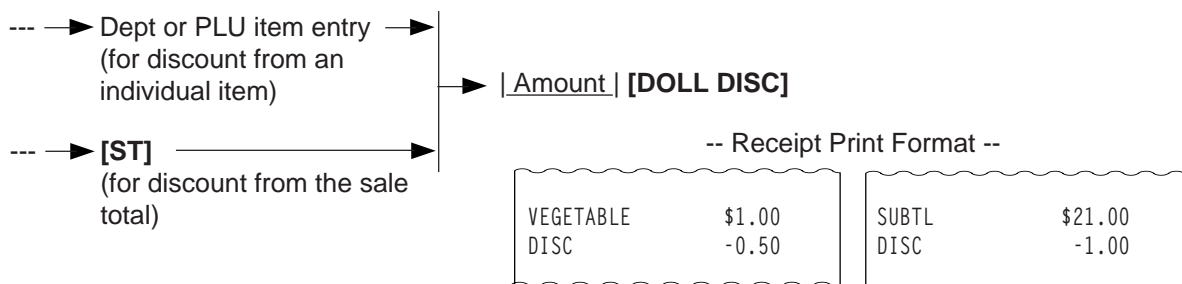 --- Dept or PLU item entry
(for discount from an
individual item)
| Amount | [DOLL DISC]
--- [ST]
(for discount from the sale
total)
-- Receipt Print Format --
VEGETABLE $1.00
DISC -0.50
SUBTL $21.00
DISC -1.00